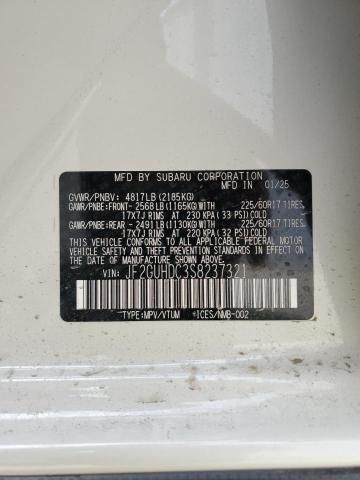 MFD BY SUBARU CORPORATION
MFD IN 01/25
GVWR/PNBV: 4817LB(2185KG)
GAWR/PNBE:FRONT- 2568LB(1165KG)WITH 225/60R17 TIRES,
17X7J RIMS AT 230 KPA(33 PSI)COLD
GAWR/PNBE:REAR - 2491LB(1130KG)WITH 225/60R17 TIRES,
17X7J RIMS AT 220 KPA(32 PSI)COLD
THIS VEHICLE CONFORMS TO ALL APPLICABLE FEDERAL MOTOR VEHICLE
SAFETY, BUMPER, AND THEFT PREVENTION STANDARDS IN EFFECT ON
THE DATE OF MANUFACTURE SHOWN ABOVE.
JF2GUHDC3S8237321
TYPE:MPV/VTUM *ICES/NMB-002